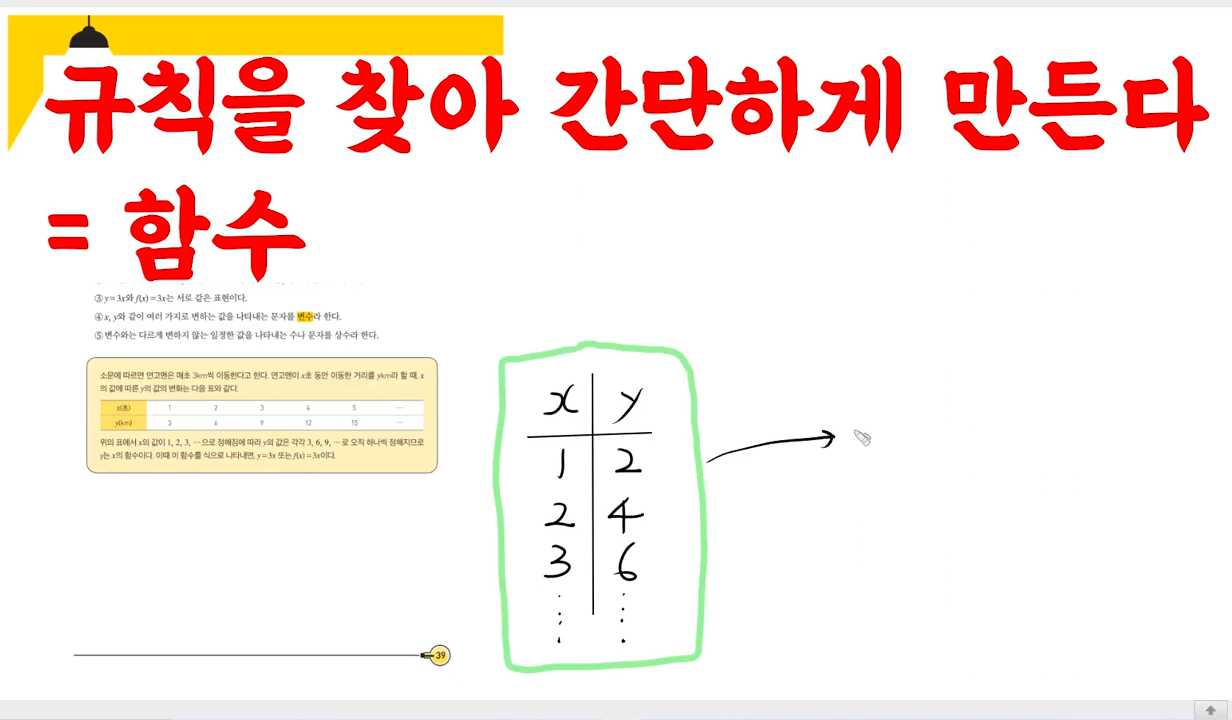 규칙을 찾아 간단하게 만든다
= 함수
③ y=3x와 f(x)=3x는 서로 같은 표현이다.
④ x, y와 같이 여러 가지로 변하는 값을 나타내는 문자를 변수라 한다.
⑤ 변수와는 다르게 변하지 않는 일정한 값을 나타내는 수나 문자를 상수라 한다.
소문에 따르면 연고맨은 매초 3km씩 이동한다고 한다. 연고맨이 x초 동안 이동한 거리를 ykm라 할 때, x
의 값에 따른 y의 값의 변화는 다음 표와 같다.
x(초) 1 2 3 4 5 ···
y(km) 3 6 9 12 15 ···
위의 표에서 x의 값이 1, 2, 3, ···으로 정해짐에 따라 y의 값은 각각 3, 6, 9, ···로 오직 하나씩 정해지므로
y는 x의 함수이다. 이때 이 함수를 식으로 나타내면, y=3x 또는 f(x)=3x이다.
x y
1 2
2 4
3 6
39